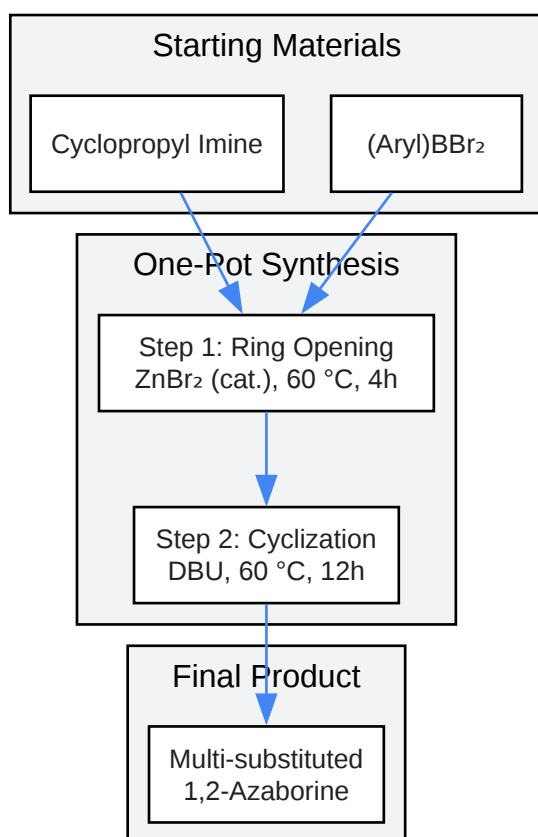 Starting Materials
Cyclopropyl Imine
(Aryl)BBr₂
One-Pot Synthesis
Step 1: Ring Opening
ZnBr₂ (cat.), 60 °C, 4h
Step 2: Cyclization
DBU, 60 °C, 12h
Final Product
Multi-substituted
1,2-Azaborine